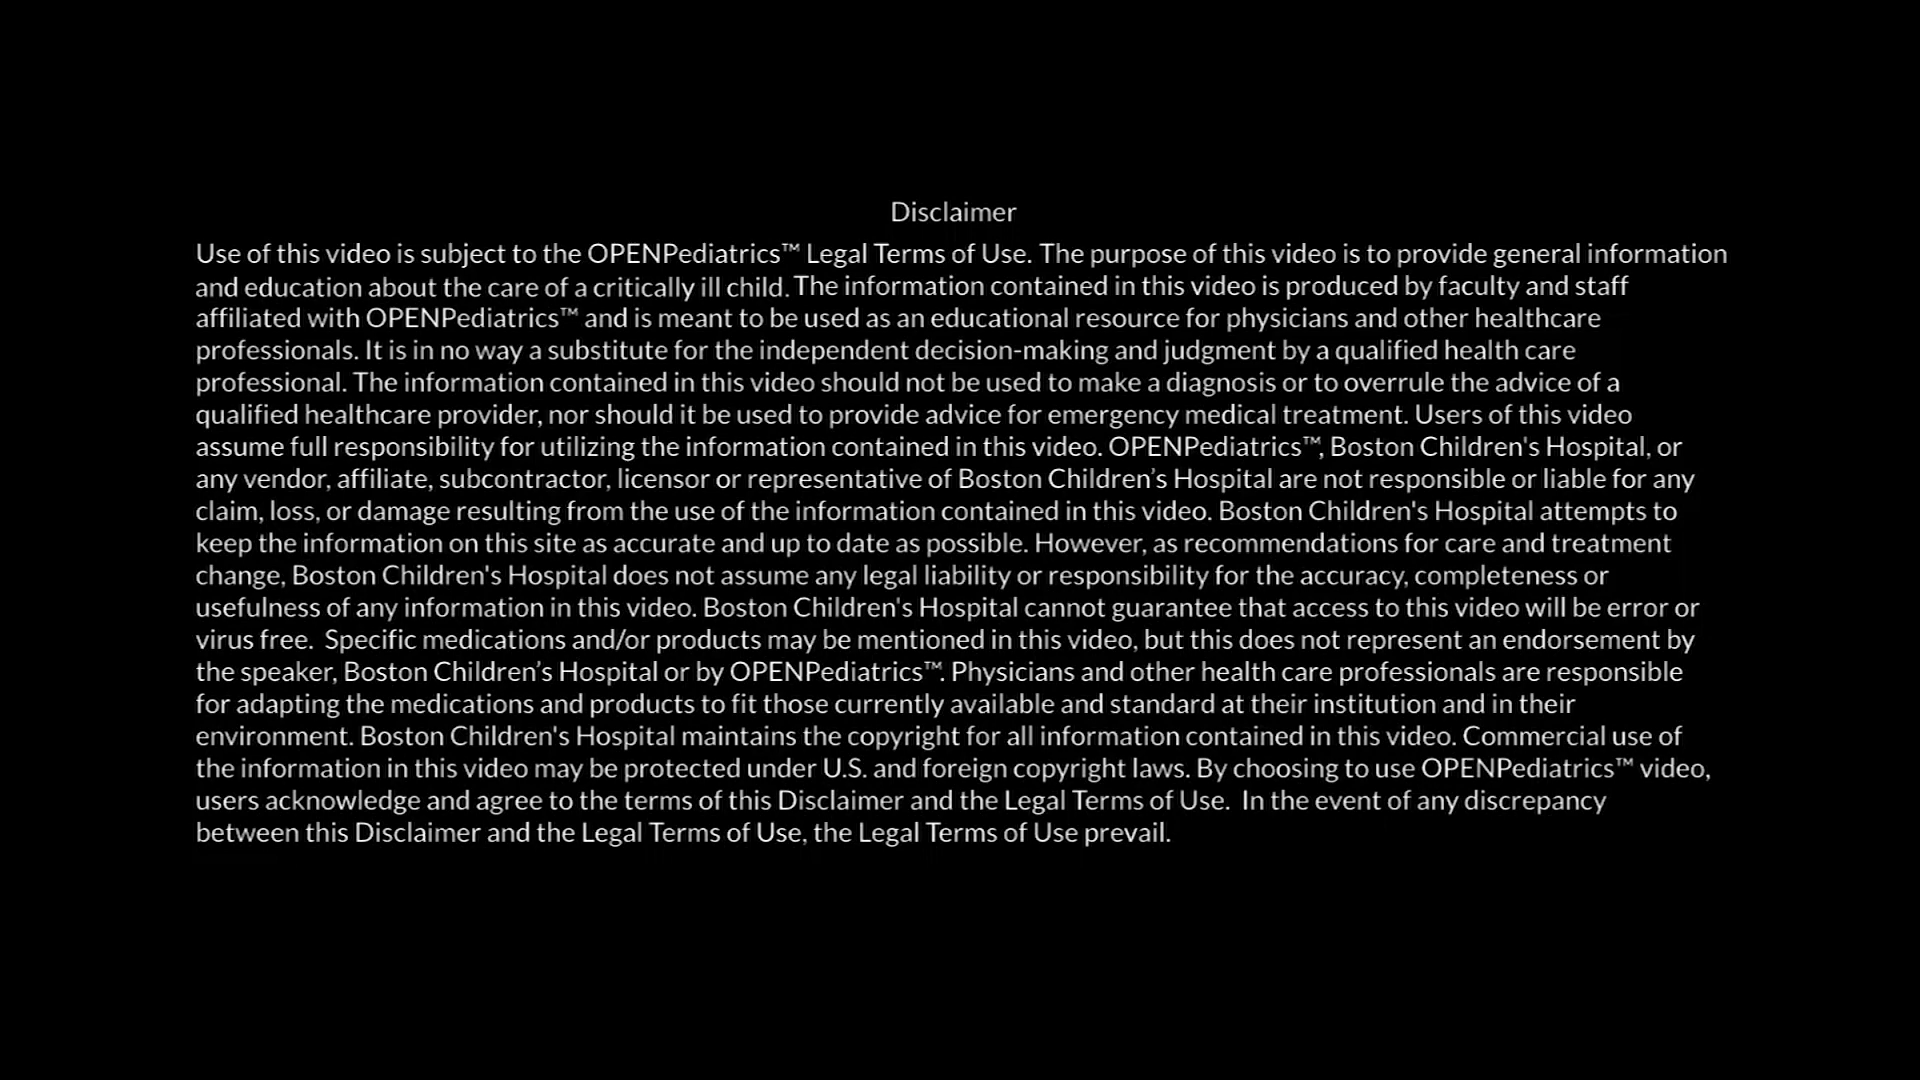 Disclaimer
Use of this video is subject to the OPENPediatrics™ Legal Terms of Use. The purpose of this video is to provide general information
and education about the care of a critically ill child. The information contained in this video is produced by faculty and staff
affiliated with OPENPediatrics™ and is meant to be used as an educational resource for physicians and other healthcare
professionals. It is in no way a substitute for the independent decision-making and judgment by a qualified health care
professional. The information contained in this video should not be used to make a diagnosis or to overrule the advice of a
qualified healthcare provider, nor should it be used to provide advice for emergency medical treatment. Users of this video
assume full responsibility for utilizing the information contained in this video. OPENPediatrics™, Boston Children's Hospital, or
any vendor, affiliate, subcontractor, licensor or representative of Boston Children’s Hospital are not responsible or liable for any
claim, loss, or damage resulting from the use of the information contained in this video. Boston Children's Hospital attempts to
keep the information on this site as accurate and up to date as possible. However, as recommendations for care and treatment
change, Boston Children's Hospital does not assume any legal liability or responsibility for the accuracy, completeness or
usefulness of any information in this video. Boston Children's Hospital cannot guarantee that access to this video will be error or
virus free.  Specific medications and/or products may be mentioned in this video, but this does not represent an endorsement by
the speaker, Boston Children’s Hospital or by OPENPediatrics™. Physicians and other health care professionals are responsible
for adapting the medications and products to fit those currently available and standard at their institution and in their
environment. Boston Children's Hospital maintains the copyright for all information contained in this video. Commercial use of
the information in this video may be protected under U.S. and foreign copyright laws. By choosing to use OPENPediatrics™ video,
users acknowledge and agree to the terms of this Disclaimer and the Legal Terms of Use.  In the event of any discrepancy
between this Disclaimer and the Legal Terms of Use, the Legal Terms of Use prevail.